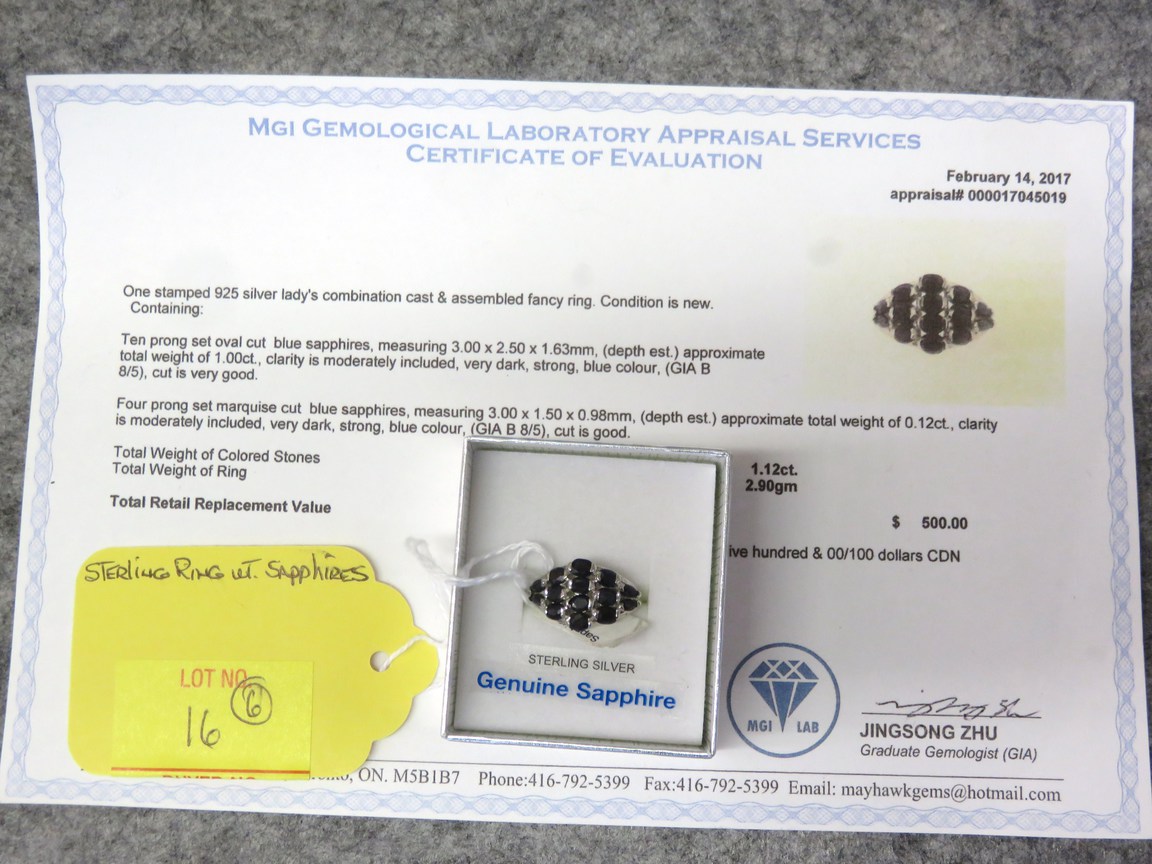 MGI GEMOLOGICAL LABORATORY APPRAISAL SERVICES
CERTIFICATE OF EVALUATION
February 14, 2017
appraisal# 000017045019
One stamped 925 silver lady's combination cast & assembled fancy ring. Condition is new.
Containing:
Ten prong set oval cut blue sapphires, measuring 3.00 x 2.50 x 1.63mm, (depth est.) approximate
total weight of 1.00ct., clarity is moderately included, very dark, strong, blue colour, (GIA B
8/5), cut is very good.
Four prong set marquise cut blue sapphires, measuring 3.00 x 1.50 x 0.98mm, (depth est.) approximate total weight of 0.12ct., clarity
is moderately included, very dark, strong, blue colour, (GIA B 8/5), cut is good.
Total Weight of Colored Stones 1.12ct.
Total Weight of Ring 2.90gm
Total Retail Replacement Value $ 500.00
ive hundred & 00/100 dollars CDN
STERLING RING WT. SAPPHIRES
LOT NO.
16 6
STERLING SILVER
Genuine Sapphire
MGI LAB
JINGSONG ZHU
Graduate Gemologist (GIA)
ON. M5B1B7 Phone:416-792-5399 Fax:416-792-5399 Email: mayhawkgems@hotmail.com